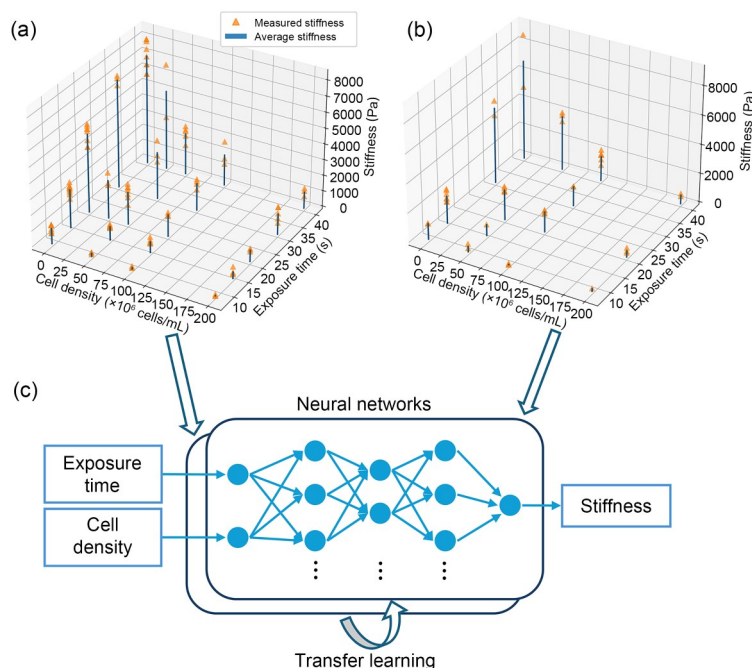 (a)
Measured stiffness
Average stiffness
8000
7000
6000
5000
4000
3000
2000
1000
0
Stiffness (Pa)
40
35
30
25
20
15
10
Exposure time (s)
0
25
50
75
100
125
150
175
200
Cell density (×10⁶ cells/mL)
(b)
8000
6000
4000
2000
0
Stiffness (Pa)
40
35
30
25
20
15
10
Exposure time (s)
0
25
50
75
100
125
150
175
200
Cell density (×10⁶ cells/mL)
(c)
Neural networks
Exposure
time
Cell
density
Stiffness
Transfer learning